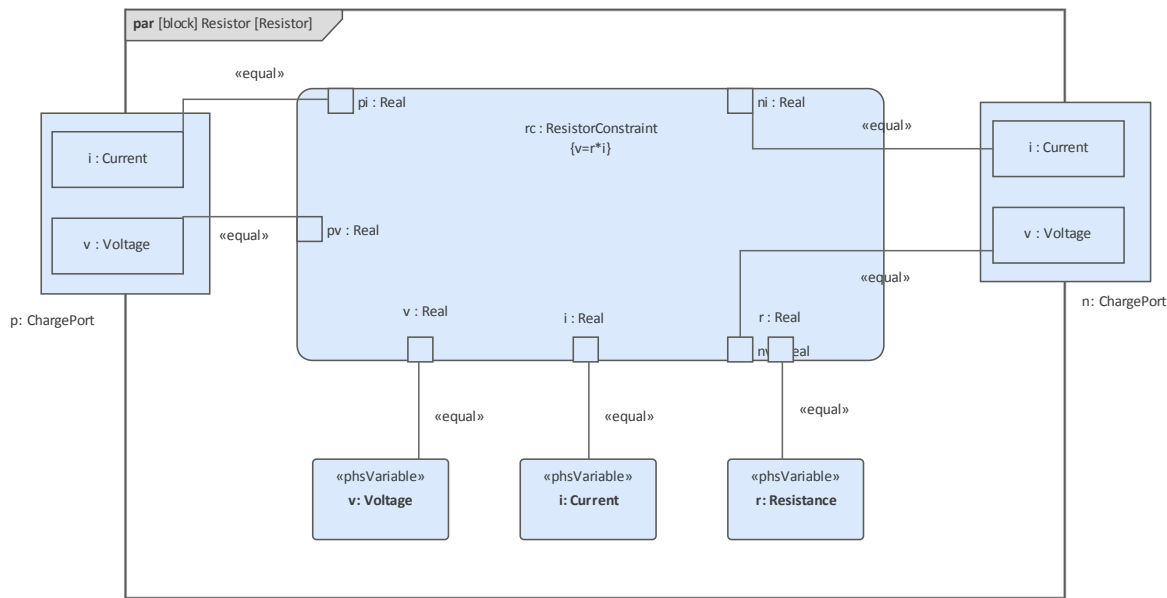 par [block] Resistor [Resistor]
«equal»
pi : Real
ni : Real
rc : ResistorConstraint
{v=r*i}
«equal»
i : Current
i : Current
pv : Real
«equal»
v : Voltage
v : Voltage
«equal»
p: ChargePort
n: ChargePort
v : Real
i : Real
r : Real
«equal»
«equal»
«equal»
«phsVariable»
v: Voltage
«phsVariable»
i: Current
«phsVariable»
r: Resistance